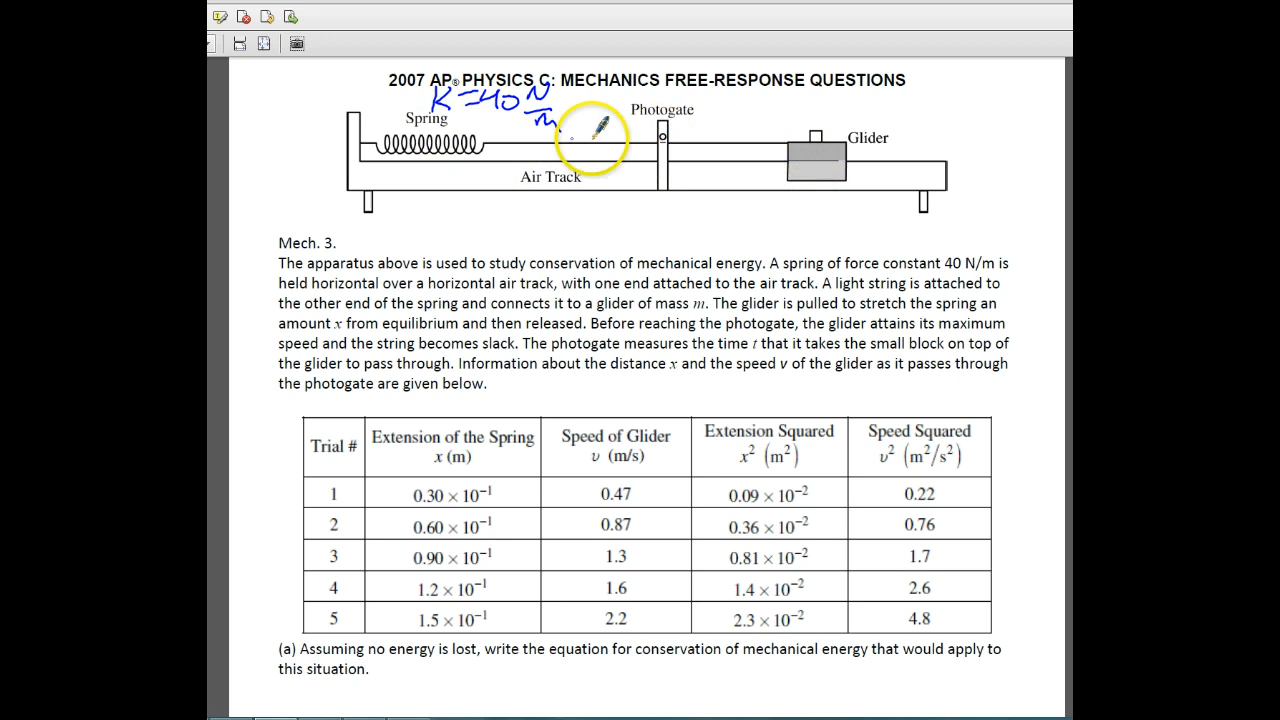 2007 AP® PHYSICS C: MECHANICS FREE-RESPONSE QUESTIONS
K = 40 N/m
Spring
Photogate
Glider
Air Track
Mech. 3.
The apparatus above is used to study conservation of mechanical energy. A spring of force constant 40 N/m is
held horizontal over a horizontal air track, with one end attached to the air track. A light string is attached to
the other end of the spring and connects it to a glider of mass m. The glider is pulled to stretch the spring an
amount x from equilibrium and then released. Before reaching the photogate, the glider attains its maximum
speed and the string becomes slack. The photogate measures the time t that it takes the small block on top of
the glider to pass through. Information about the distance x and the speed v of the glider as it passes through
the photogate are given below.
Trial # Extension of the Spring x (m) Speed of Glider υ (m/s) Extension Squared x² (m²) Speed Squared υ² (m²/s²)
1 0.30 × 10⁻¹ 0.47 0.09 × 10⁻² 0.22
2 0.60 × 10⁻¹ 0.87 0.36 × 10⁻² 0.76
3 0.90 × 10⁻¹ 1.3 0.81 × 10⁻² 1.7
4 1.2 × 10⁻¹ 1.6 1.4 × 10⁻² 2.6
5 1.5 × 10⁻¹ 2.2 2.3 × 10⁻² 4.8
(a) Assuming no energy is lost, write the equation for conservation of mechanical energy that would apply to
this situation.